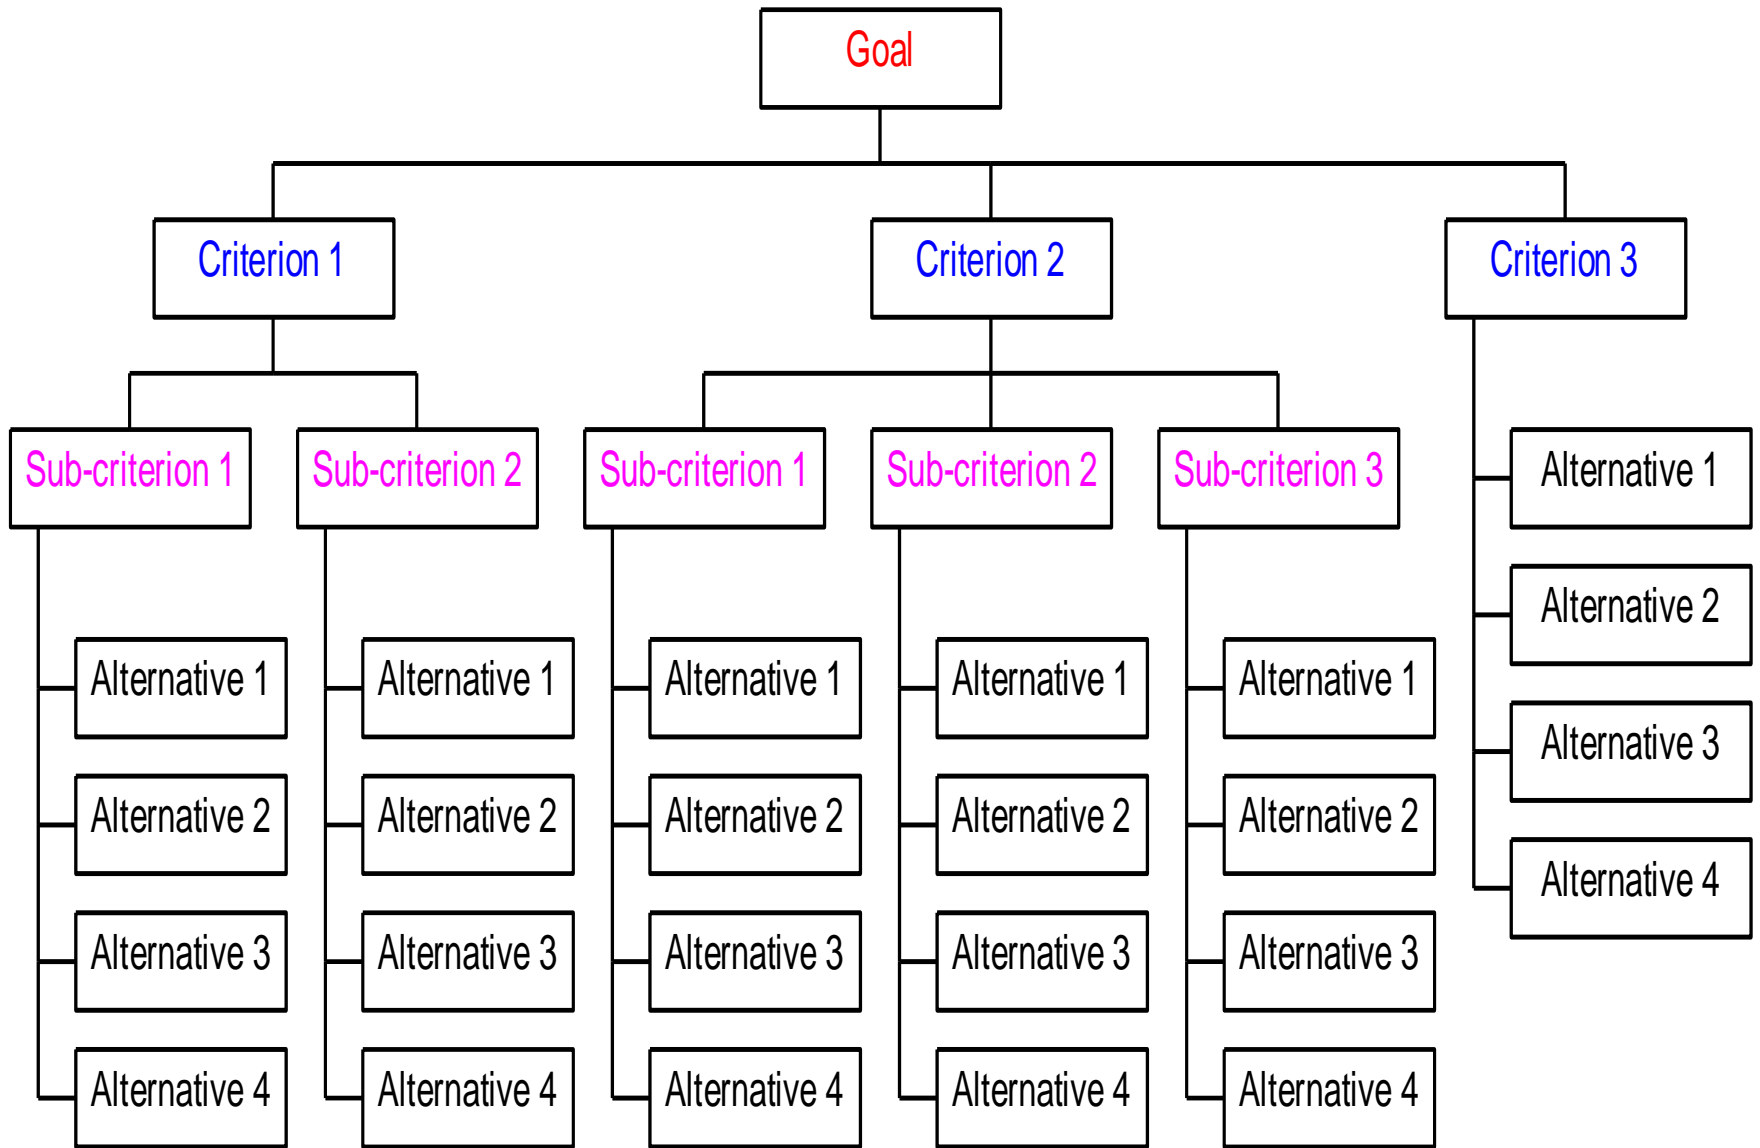 Goal
Criterion 1
Criterion 2
Criterion 3
Sub-criterion 1
Sub-criterion 2
Sub-criterion 1
Sub-criterion 2
Sub-criterion 3
Alternative 1
Alternative 2
Alternative 3
Alternative 4
Alternative 1
Alternative 2
Alternative 3
Alternative 4
Alternative 1
Alternative 2
Alternative 3
Alternative 4
Alternative 1
Alternative 2
Alternative 3
Alternative 4
Alternative 1
Alternative 2
Alternative 3
Alternative 4
Alternative 1
Alternative 2
Alternative 3
Alternative 4